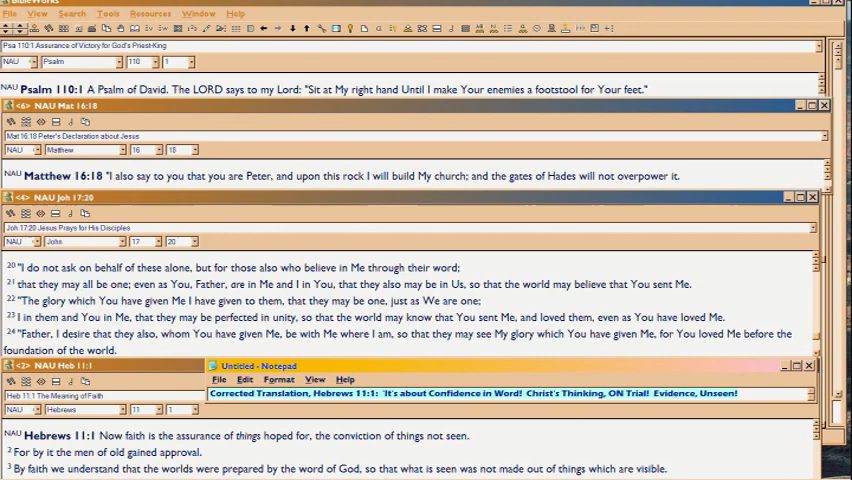 BibleWorks
File View Search Tools Resources Window Help
Psa 110:1 Assurance of Victory for God's Priest-King
NAU Psalm 110 1
NAU Psalm 110:1 A Psalm of David. The LORD says to my Lord: "Sit at My right hand Until I make Your enemies a footstool for Your feet."
<6> NAU Mat 16:18
Mat 16:18 Peter's Declaration about Jesus
NAU Matthew 16 18
NAU Matthew 16:18 "I also say to you that you are Peter, and upon this rock I will build My church; and the gates of Hades will not overpower it.
<4> NAU Joh 17:20
Joh 17:20 Jesus Prays for His Disciples
NAU John 17 20
20 "I do not ask on behalf of these alone, but for those also who believe in Me through their word;
21 that they may all be one; even as You, Father, are in Me and I in You, that they also may be in Us, so that the world may believe that You sent Me.
22 "The glory which You have given Me I have given to them, that they may be one, just as We are one;
23 I in them and You in Me, that they may be perfected in unity, so that the world may know that You sent Me, and loved them, even as You have loved Me.
24 "Father, I desire that they also, whom You have given Me, be with Me where I am, so that they may see My glory which You have given Me, for You loved Me before the
foundation of the world.
<2> NAU Heb 11:1
Untitled - Notepad
File Edit Format View Help
Corrected Translation, Hebrews 11:1: "It's about Confidence in Word! Christ's Thinking, ON Trial! Evidence, Unseen!
Heb 11:1 The Meaning of Faith
NAU Hebrews 11 1
NAU Hebrews 11:1 Now faith is the assurance of things hoped for, the conviction of things not seen.
2 For by it the men of old gained approval.
3 By faith we understand that the worlds were prepared by the word of God, so that what is seen was not made out of things which are visible.